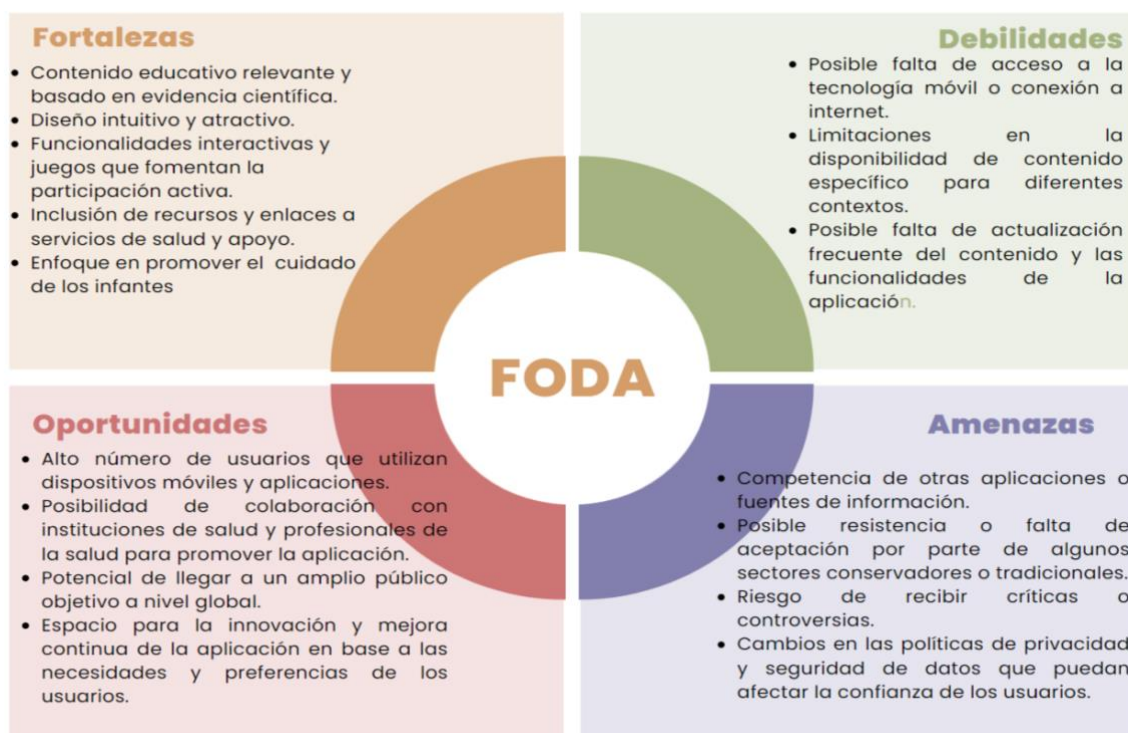 Fortalezas
• Contenido educativo relevante y
basado en evidencia científica.
• Diseño intuitivo y atractivo.
• Funcionalidades interactivas y
juegos que fomentan la
participación activa.
• Inclusión de recursos y enlaces a
servicios de salud y apoyo.
• Enfoque en promover el cuidado
de los infantes
Debilidades
• Posible falta de acceso a la
tecnología móvil o conexión a
internet.
• Limitaciones en la
disponibilidad de contenido
específico para diferentes
contextos.
• Posible falta de actualización
frecuente del contenido y las
funcionalidades de la
aplicación.
FODA
Oportunidades
• Alto número de usuarios que utilizan
dispositivos móviles y aplicaciones.
• Posibilidad de colaboración con
instituciones de salud y profesionales de
la salud para promover la aplicación.
• Potencial de llegar a un amplio público
objetivo a nivel global.
• Espacio para la innovación y mejora
continua de la aplicación en base a las
necesidades y preferencias de los
usuarios.
Amenazas
• Competencia de otras aplicaciones o
fuentes de información.
• Posible resistencia o falta de
aceptación por parte de algunos
sectores conservadores o tradicionales.
• Riesgo de recibir críticas o
controversias.
• Cambios en las políticas de privacidad
y seguridad de datos que puedan
afectar la confianza de los usuarios.